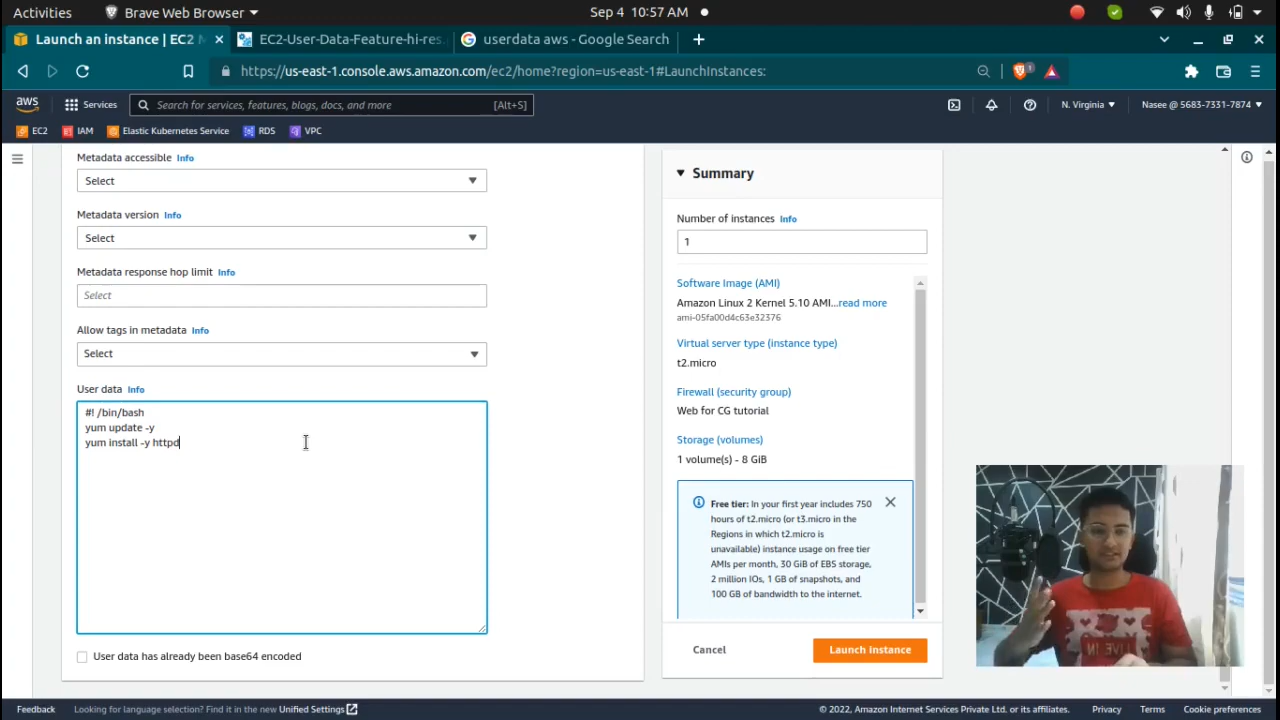 Activities
Brave Web Browser
Sep 4 10:57 AM
Launch an instance | EC2 M
EC2-User-Data-Feature-hi-res.
userdata aws - Google Search
https://us-east-1.console.aws.amazon.com/ec2/home?region=us-east-1#LaunchInstances:
1
aws
Services
Search for services, features, blogs, docs, and more
[Alt+S]
N. Virginia
Nasee @ 5683-7331-7874
EC2
IAM
Elastic Kubernetes Service
RDS
VPC
Metadata accessible Info
Select
Metadata version Info
Select
Metadata response hop limit Info
Select
Allow tags in metadata Info
Select
User data Info
#! /bin/bash
yum update -y
yum install -y httpd
User data has already been base64 encoded
Summary
Number of instances Info
1
Software Image (AMI)
Amazon Linux 2 Kernel 5.10 AMI...read more
ami-05fa00d4c63e32376
Virtual server type (instance type)
t2.micro
Firewall (security group)
Web for CG tutorial
Storage (volumes)
1 volume(s) - 8 GiB
Free tier: In your first year includes 750
hours of t2.micro (or t3.micro in the
Regions in which t2.micro is
unavailable) instance usage on free tier
AMIs per month, 30 GiB of EBS storage,
2 million IOs, 1 GB of snapshots, and
100 GB of bandwidth to the internet.
Cancel
Launch instance
LIVE IN
Feedback
Looking for language selection? Find it in the new Unified Settings
© 2022, Amazon Internet Services Private Ltd. or its affiliates.
Privacy
Terms
Cookie preferences